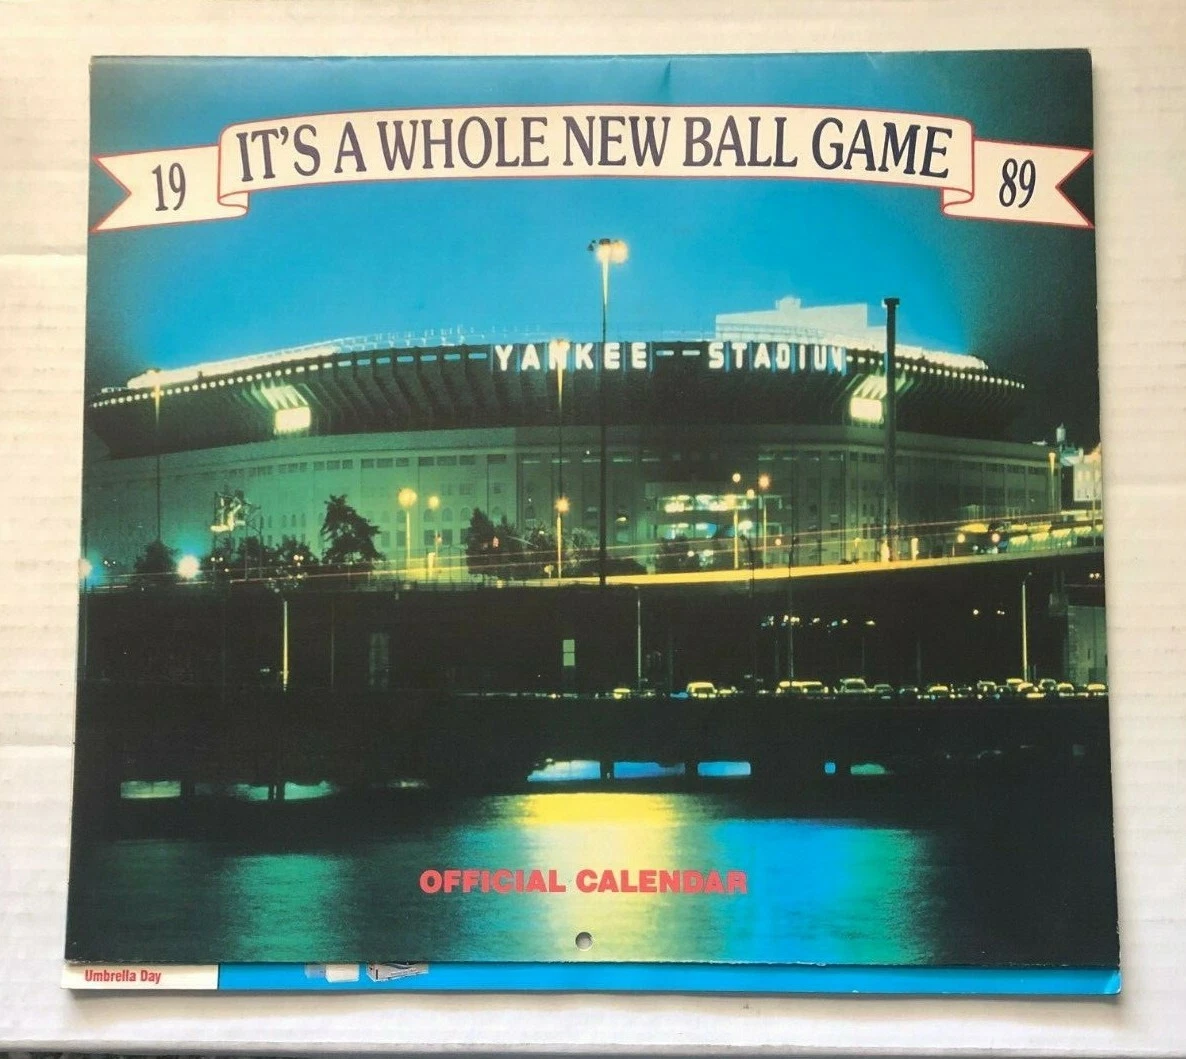 19 IT'S A WHOLE NEW BALL GAME 89
YANKEE STADIUM
OFFICIAL CALENDAR
Umbrella Day